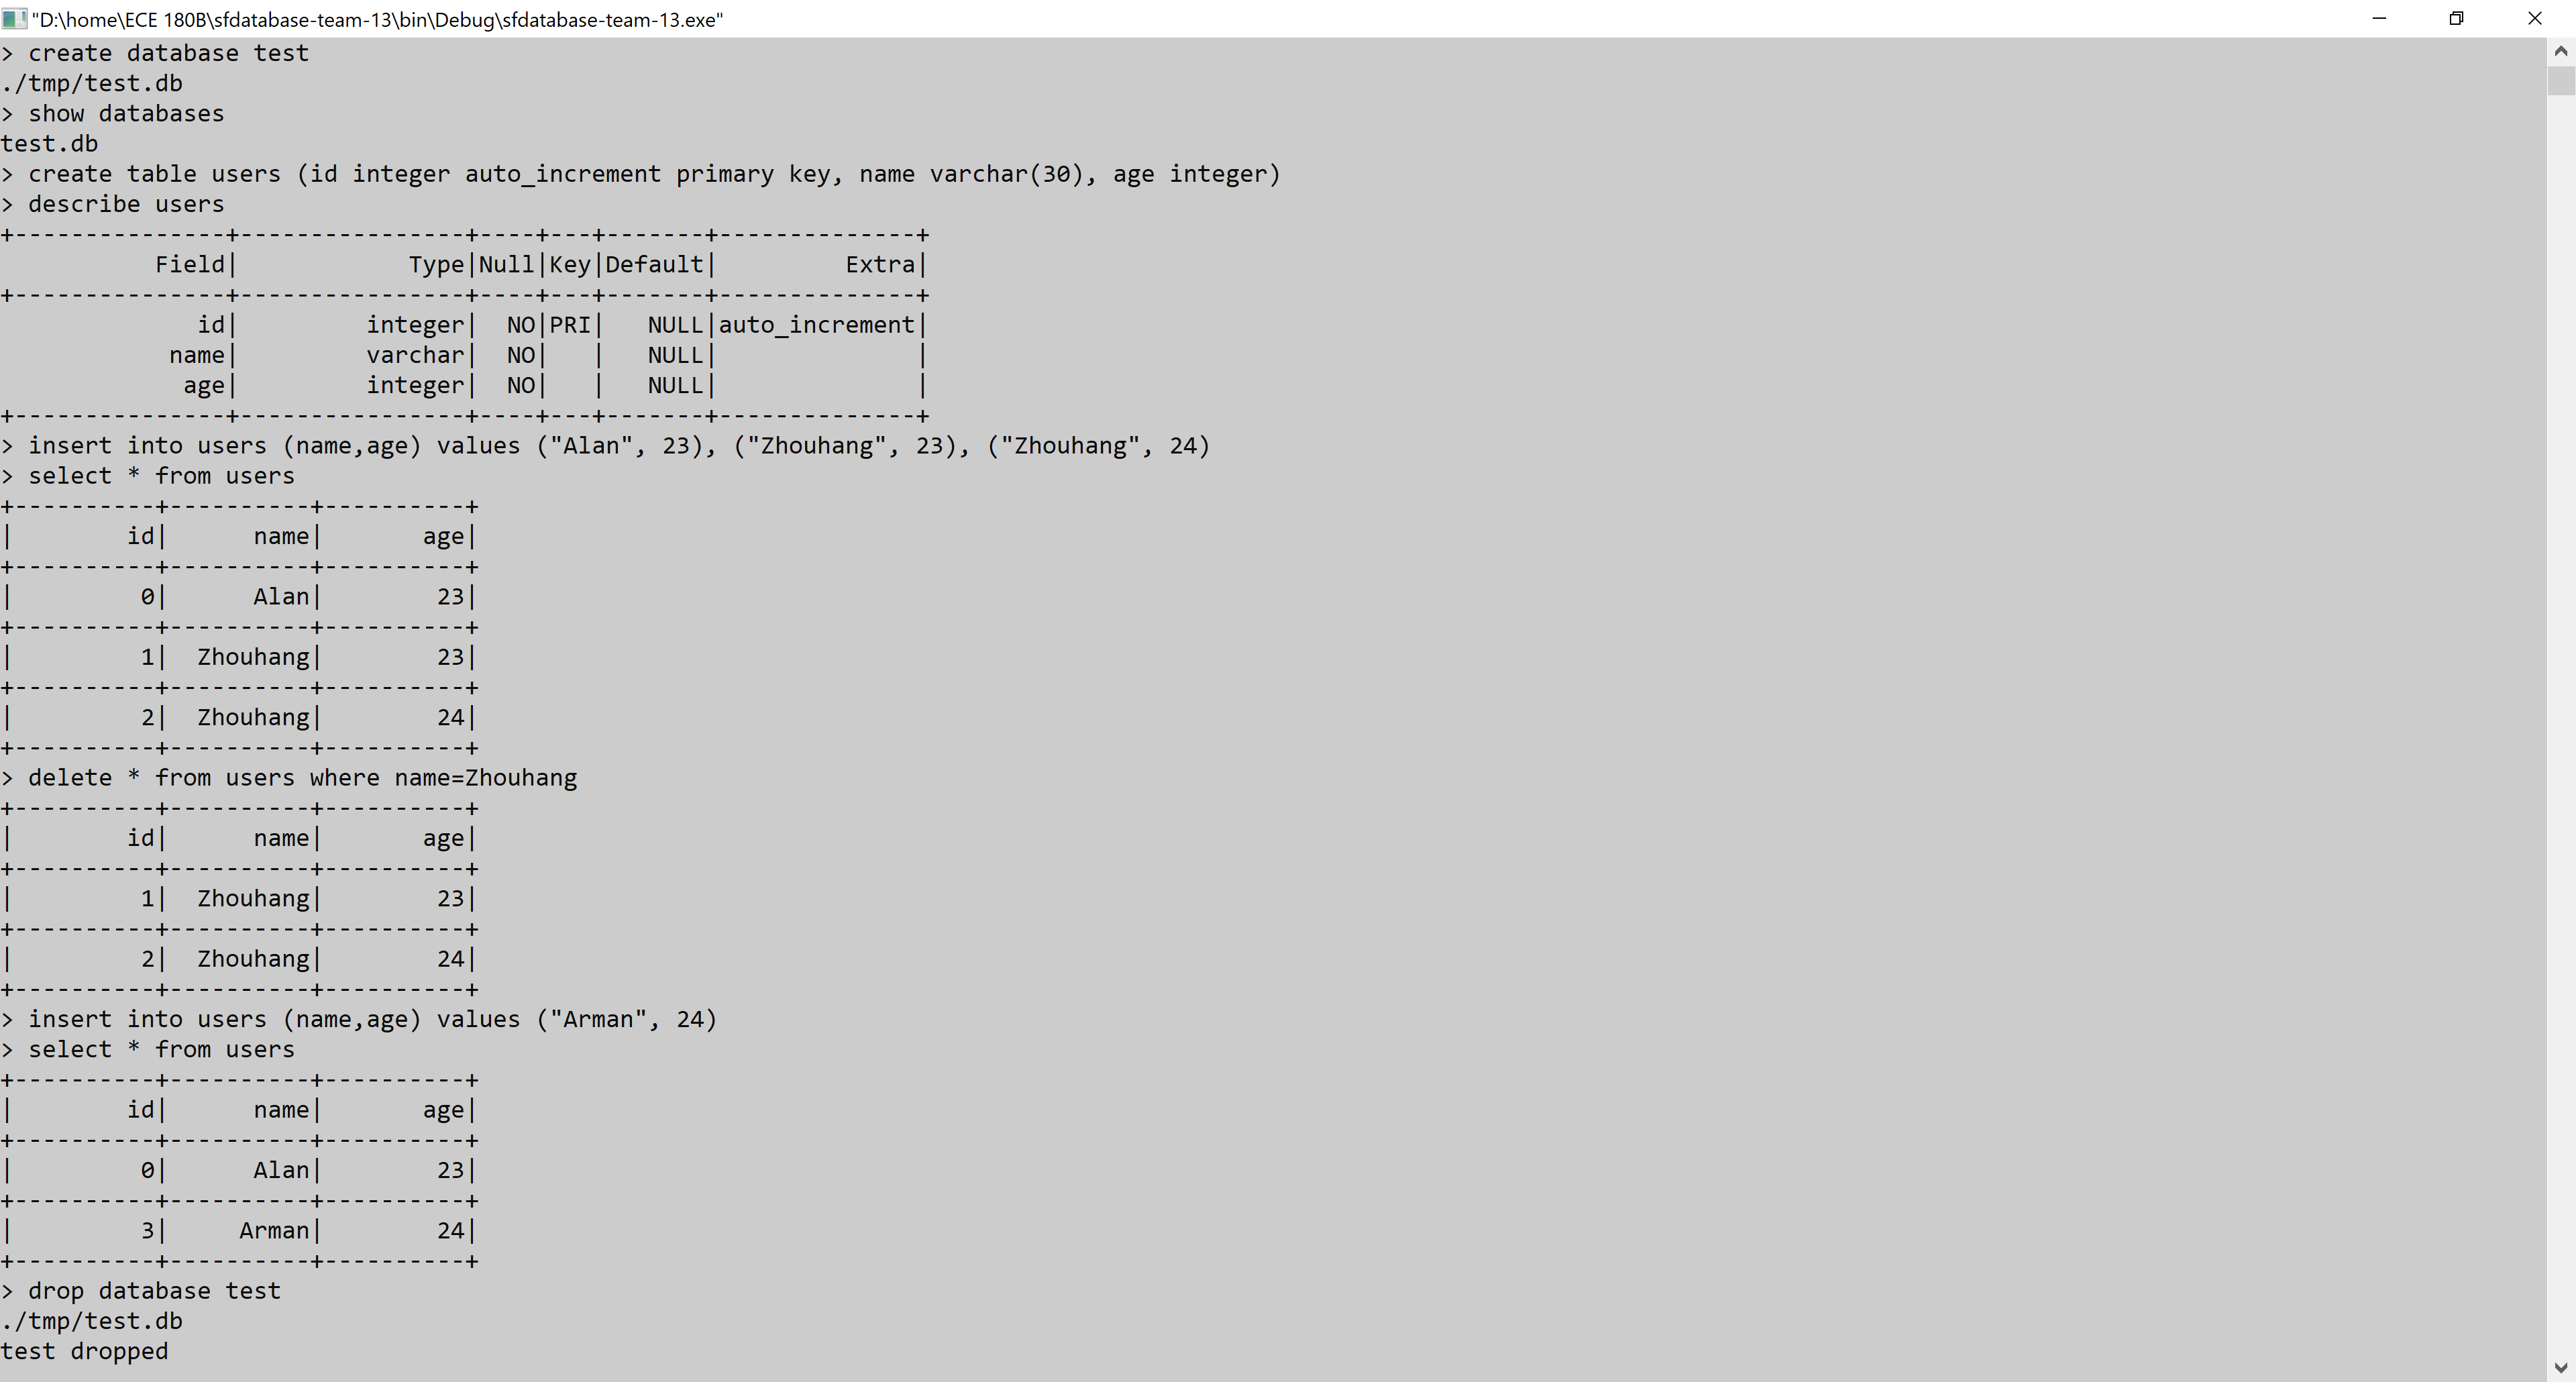 "D:\home\ECE 180B\sfdatabase-team-13\bin\Debug\sfdatabase-team-13.exe"
> create database test
./tmp/test.db
> show databases
test.db
> create table users (id integer auto_increment primary key, name varchar(30), age integer)
> describe users
+---------------+----------------+----+---+-------+--------------+
           Field|            Type|Null|Key|Default|         Extra|
+---------------+----------------+----+---+-------+--------------+
              id|         integer|  NO|PRI|   NULL|auto_increment|
            name|         varchar|  NO|   |   NULL|              |
             age|         integer|  NO|   |   NULL|              |
+---------------+----------------+----+---+-------+--------------+
> insert into users (name,age) values ("Alan", 23), ("Zhouhang", 23), ("Zhouhang", 24)
> select * from users
+----------+----------+----------+
|        id|      name|       age|
+----------+----------+----------+
|         0|      Alan|        23|
+----------+----------+----------+
|         1|  Zhouhang|        23|
+----------+----------+----------+
|         2|  Zhouhang|        24|
+----------+----------+----------+
> delete * from users where name=Zhouhang
+----------+----------+----------+
|        id|      name|       age|
+----------+----------+----------+
|         1|  Zhouhang|        23|
+----------+----------+----------+
|         2|  Zhouhang|        24|
+----------+----------+----------+
> insert into users (name,age) values ("Arman", 24)
> select * from users
+----------+----------+----------+
|        id|      name|       age|
+----------+----------+----------+
|         0|      Alan|        23|
+----------+----------+----------+
|         3|     Arman|        24|
+----------+----------+----------+
> drop database test
./tmp/test.db
test dropped